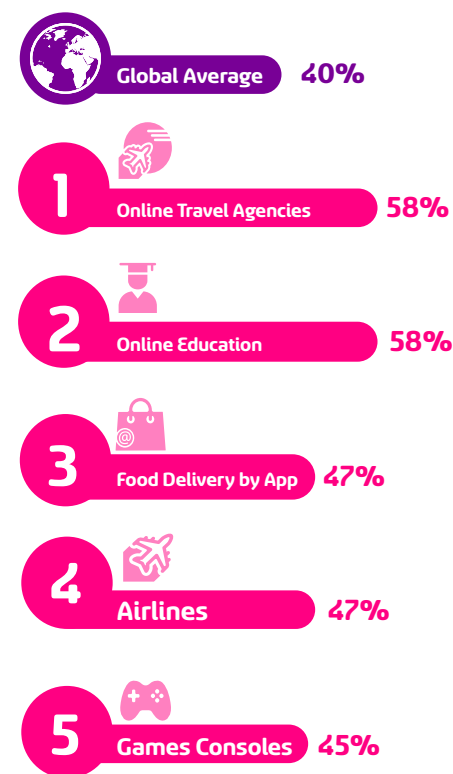 Global Average 40%
1
Online Travel Agencies 58%
2
Online Education 58%
@
3
Food Delivery by App 47%
4
Airlines 47%
5
Games Consoles 45%